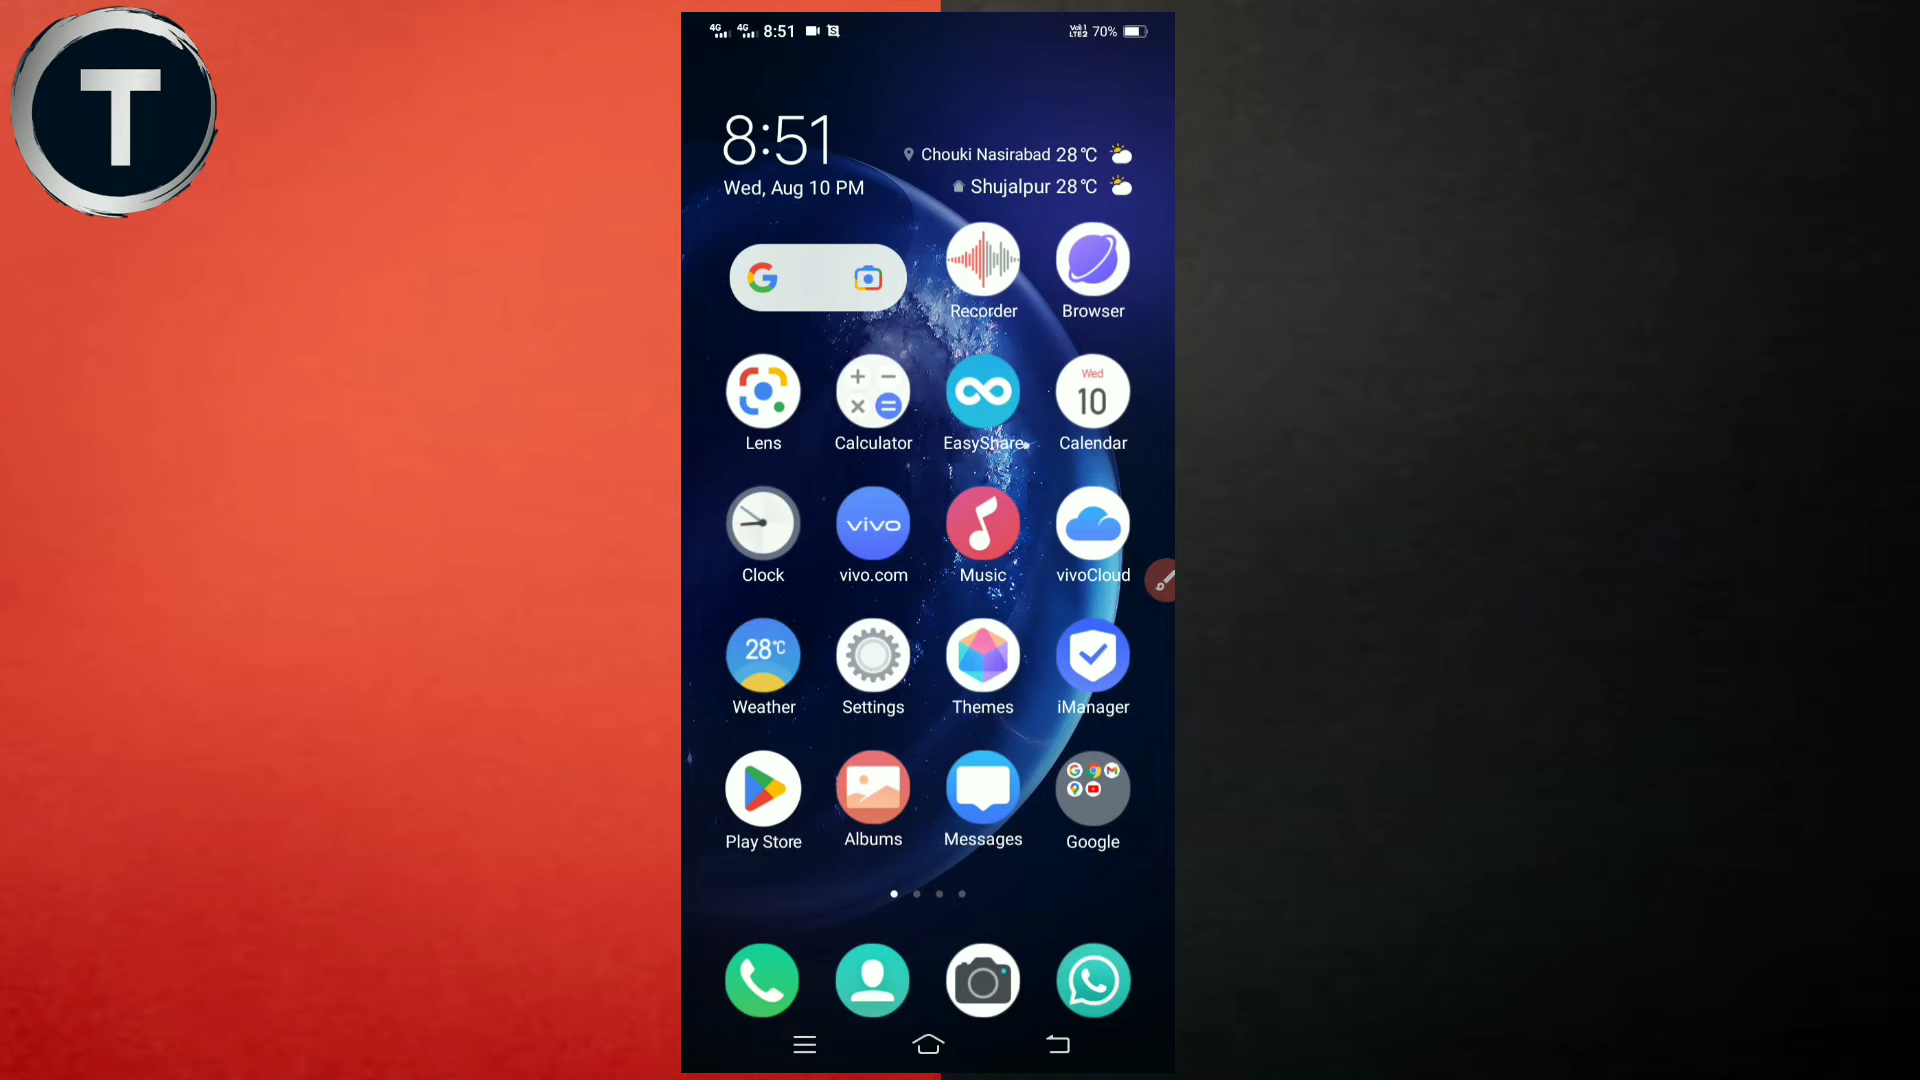 T
4G 4G 8:51
VoLTE1 LTE2 70%
8:51
Wed, Aug 10 PM
Chouki Nasirabad 28℃
Shujalpur 28℃
Recorder
Browser
Lens
Calculator
EasyShare
Wed
10
Calendar
Clock
vivo
vivo.com
Music
vivoCloud
28℃
Weather
Settings
Themes
iManager
Play Store
Albums
Messages
Google